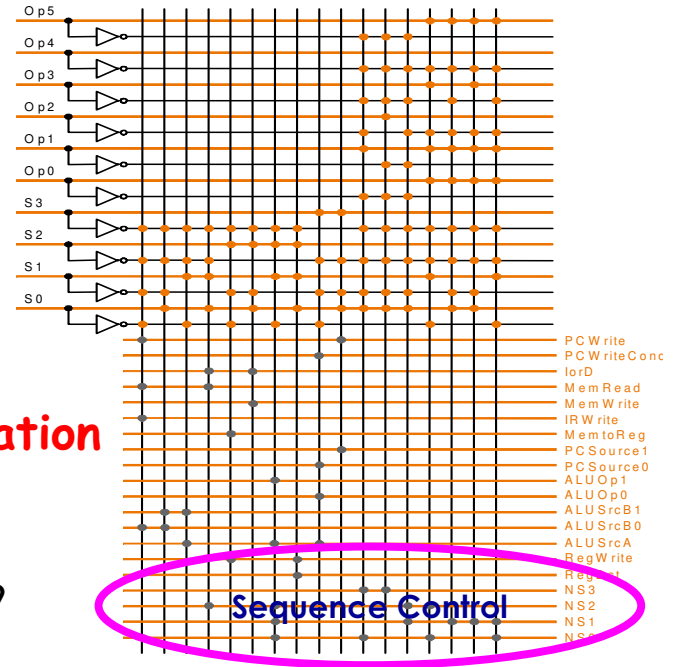 Op5
Op4
Op3
Op2
Op1
Op0
S3
S2
S1
S0
PCWrite
PCWriteCond
IorD
MemRead
MemWrite
IRWrite
ation
MemtoReg
PCSource1
PCSource0
ALUOp1
ALUOp0
ALUSrcB1
ALUSrcB0
ALUSrcA
RegWrite
NS3
Sequence Control
NS2
NS1